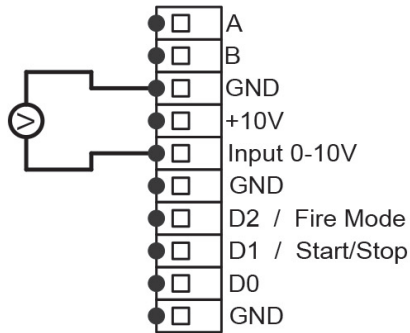 A
B
GND
+10V
V
Input 0-10V
GND
D2 / Fire Mode
D1 / Start/Stop
D0
GND